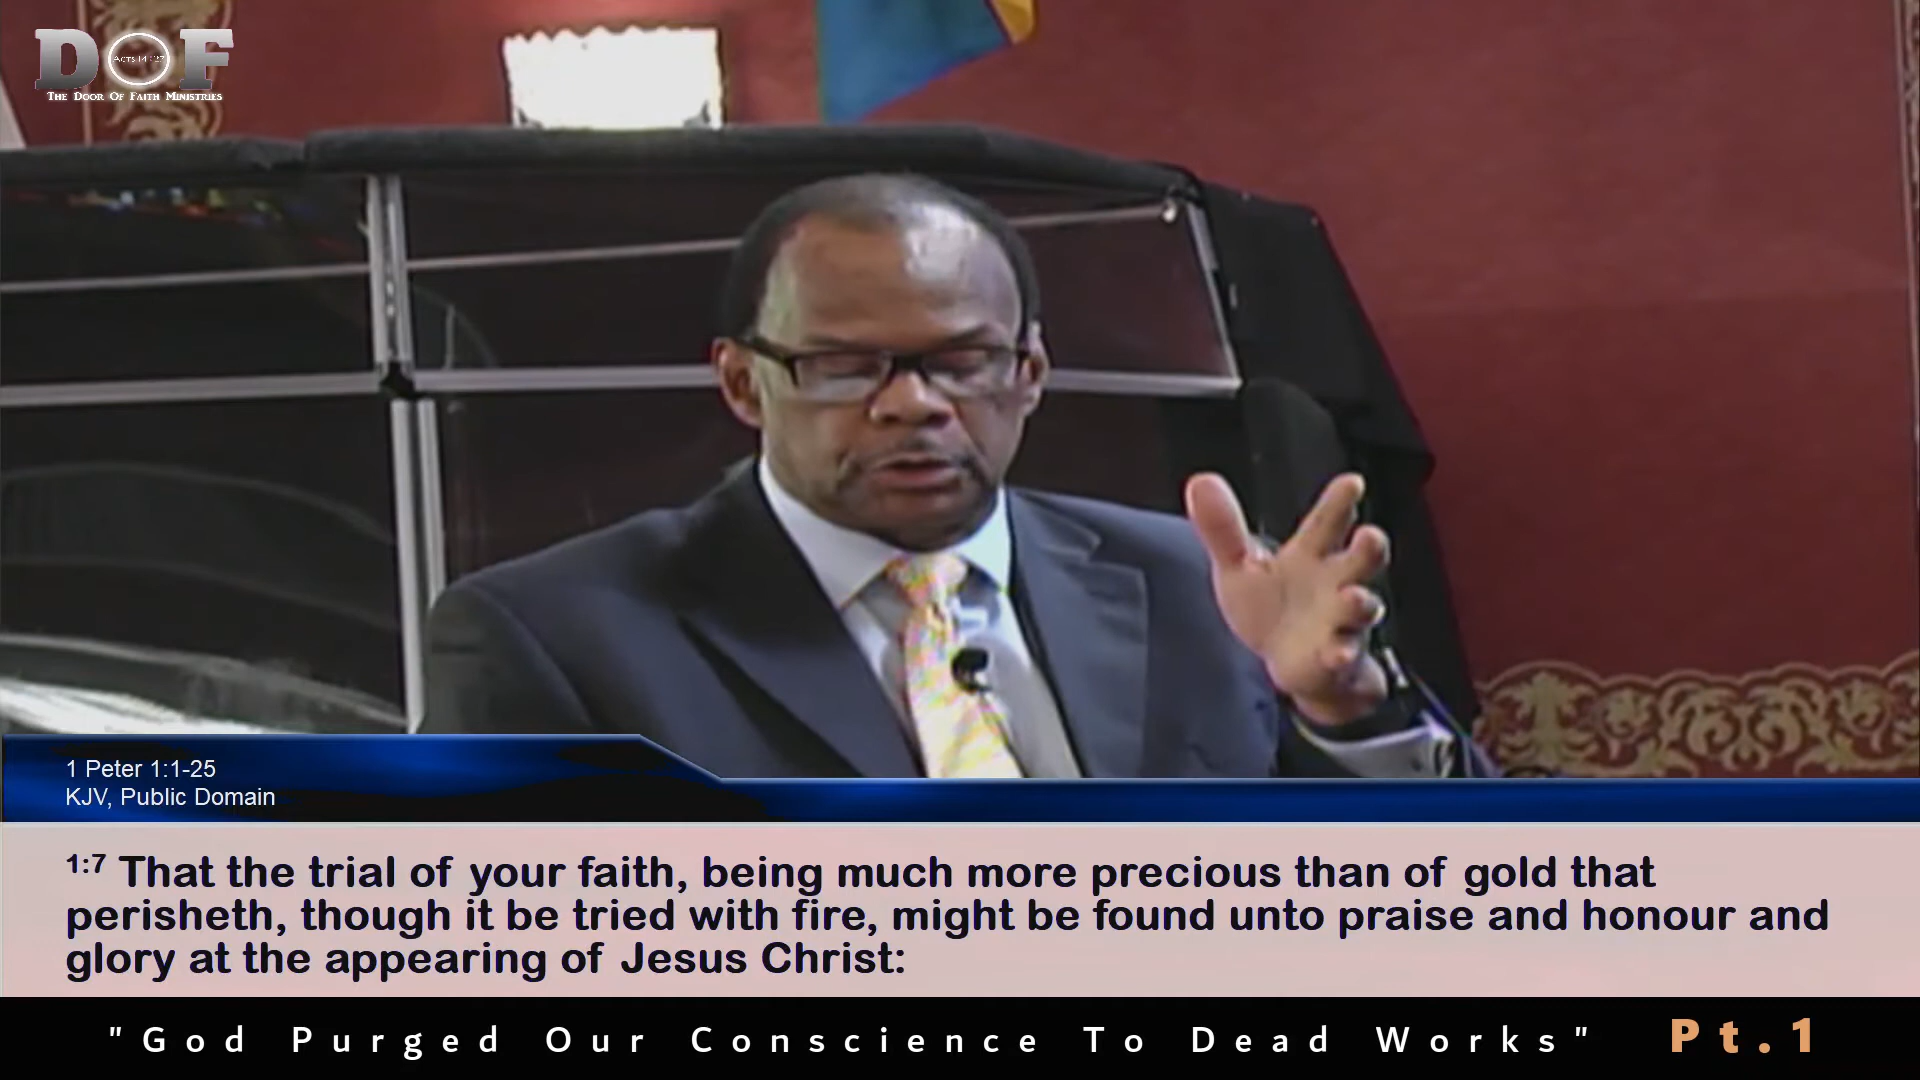 DOF
Acts 14:27
The Door Of Faith Ministries
1 Peter 1:1-25
KJV, Public Domain
1:7 That the trial of your faith, being much more precious than of gold that
perisheth, though it be tried with fire, might be found unto praise and honour and
glory at the appearing of Jesus Christ:
"God Purged Our Conscience To Dead Works" Pt.1